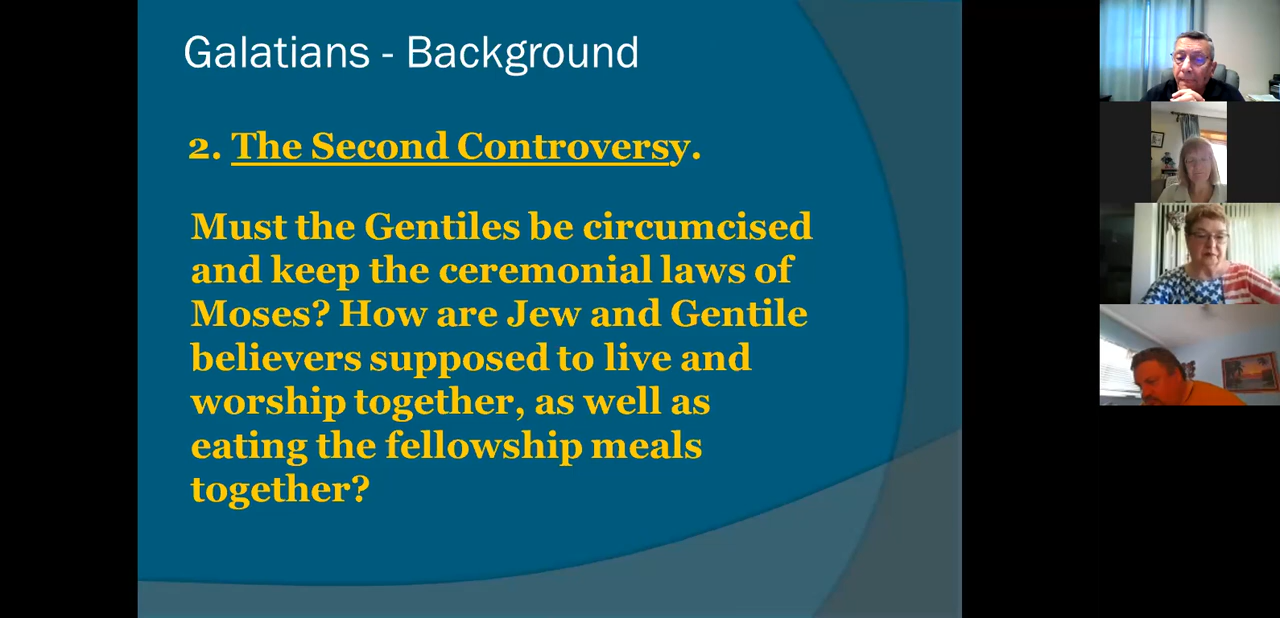 Galatians - Background
2. The Second Controversy.
Must the Gentiles be circumcised
and keep the ceremonial laws of
Moses? How are Jew and Gentile
believers supposed to live and
worship together, as well as
eating the fellowship meals
together?